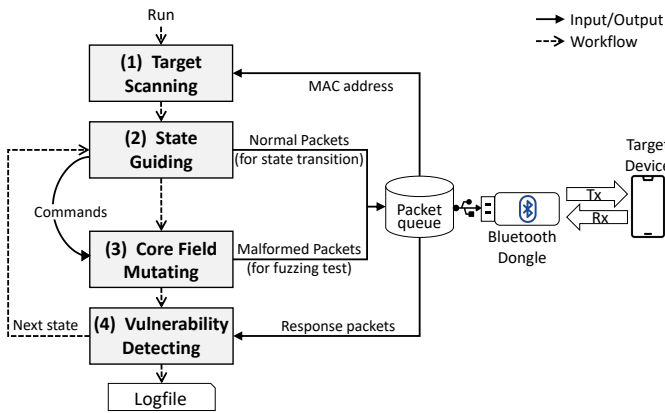 Run
Input/Output
Workflow
(1) Target
Scanning
MAC address
(2) State
Guiding
Normal Packets
(for state transition)
Target
Device
Tx
Rx
Packet
queue
Bluetooth
Dongle
Commands
(3) Core Field
Mutating
Malformed Packets
(for fuzzing test)
Next state
(4) Vulnerability
Detecting
Response packets
Logfile